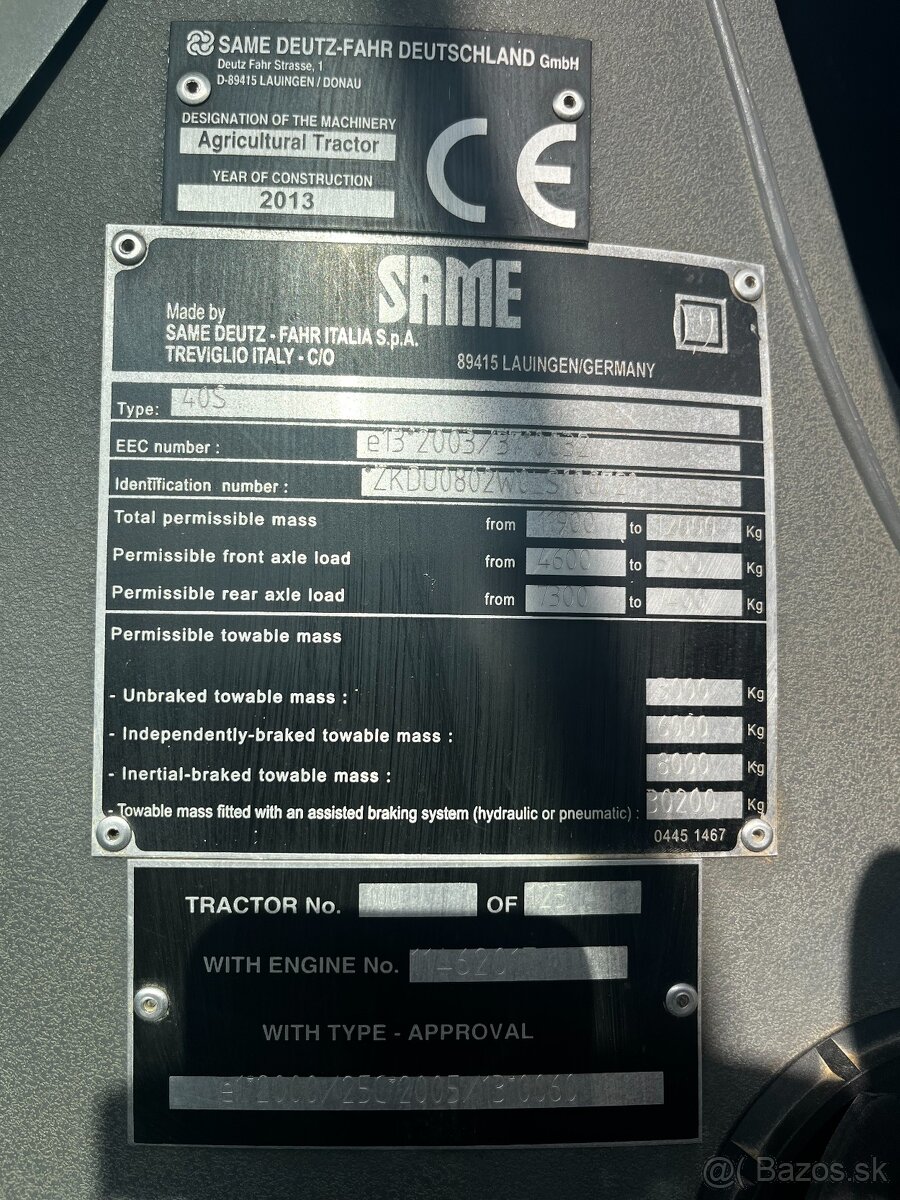 SAME DEUTZ-FAHR DEUTSCHLAND GmbH
Deutz Fahr Strasse, 1
D-89415 LAUINGEN / DONAU
DESIGNATION OF THE MACHINERY
Agricultural Tractor
YEAR OF CONSTRUCTION
2013
CE
SAME
Made by
SAME DEUTZ - FAHR ITALIA S.p.A.
TREVIGLIO ITALY - C/O
89415 LAUINGEN/GERMANY
Type: 40S
EEC number :
Identification number :
Total permissible mass from to Kg
Permissible front axle load from 4600 to Kg
Permissible rear axle load from 7300 to Kg
Permissible towable mass
- Unbraked towable mass : Kg
- Independently-braked towable mass : 6000 Kg
- Inertial-braked towable mass : 8000 Kg
- Towable mass fitted with an assisted braking system (hydraulic or pneumatic) : 30200 Kg
0445 1467
TRACTOR No. OF
WITH ENGINE No.
WITH TYPE - APPROVAL
@( Bazos.sk